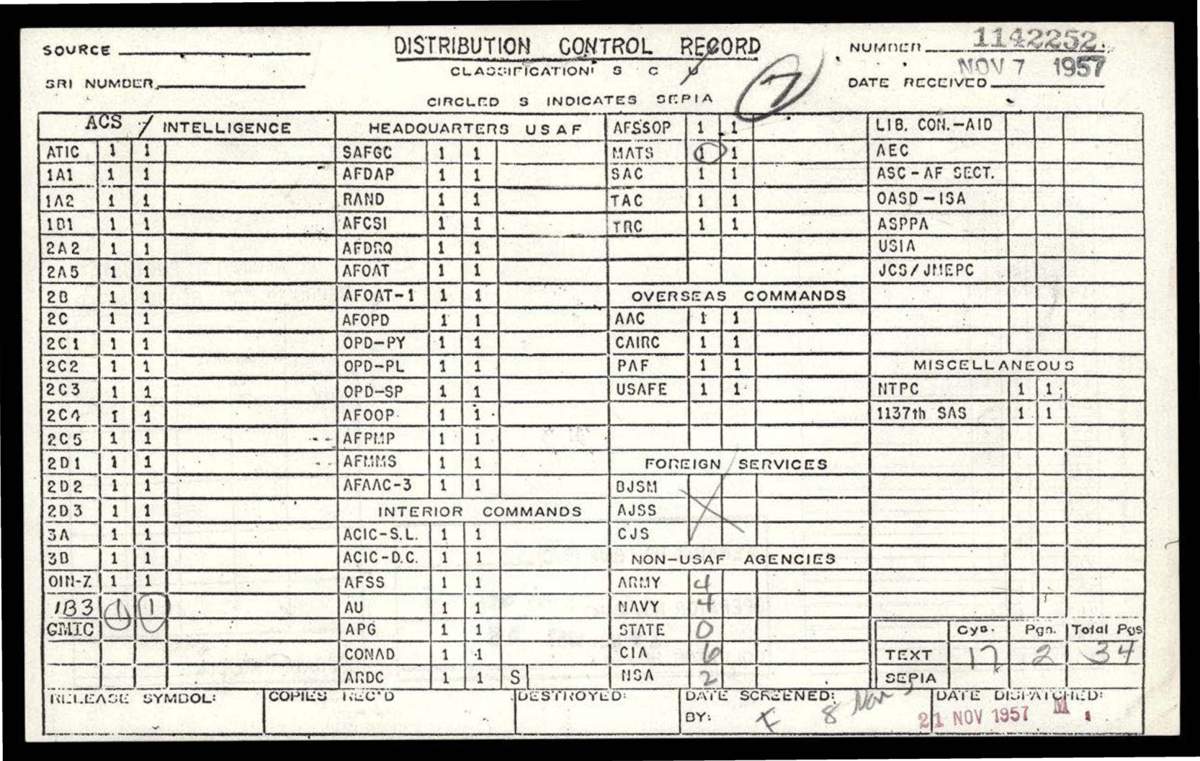 SOURCE
DISTRIBUTION CONTROL RECORD
NUMBER 1142252
SRI NUMBER
CLASSIFICATION: S C U
NOV 7 1957
DATE RECEIVED
CIRCLED S INDICATES SEPIA
2
ACS / INTELLIGENCE
ATIC 1 1
1A1 1 1
1A2 1 1
1B1 1 1
2A2 1 1
2A5 1 1
2B 1 1
2C 1 1
2C1 1 1
2C2 1 1
2C3 1 1
2C4 1 1
2C5 1 1
2D1 1 1
2D2 1 1
2D3 1 1
3A 1 1
3B 1 1
OIN-Z 1 1
1B3 1 1
GMIC
HEADQUARTERS USAF
SAFGC 1 1
AFDAP 1 1
RAND 1 1
AFCSI 1 1
AFDRQ 1 1
AFOAT 1 1
AFOAT-1 1 1
AFOPD 1 1
OPD-PY 1 1
OPD-PL 1 1
OPD-SP 1 1
AFOOP 1 1
AFPMP 1 1
AFMMS 1 1
AFAAC-3 1 1
INTERIOR COMMANDS
ACIC-S.L. 1 1
ACIC-D.C. 1 1
AFSS 1 1
AU 1 1
APG 1 1
CONAD 1 1
ARDC 1 1 S
AFSSOP 1 1
MATS 1 1
SAC 1 1
TAC 1 1
TRC 1 1
OVERSEAS COMMANDS
AAC 1 1
CAIRC 1 1
PAF 1 1
USAFE 1 1
FOREIGN SERVICES
BJSM
AJSS
CJS
NON-USAF AGENCIES
ARMY 4
NAVY 4
STATE 0
CIA 6
NSA 2
LIB. CON.-AID
AEC
ASC-AF SECT.
OASD-ISA
ASPPA
USIA
JCS/JMEPC
MISCELLANEOUS
NTPC 1 1
1137th SAS 1 1
Cys. Pgs. Total Pgs
TEXT 17 2 34
SEPIA
RELEASE SYMBOL:
COPIES REC'D
DESTROYED:
DATE SCREENED:
8 Nov
BY:
DATE DISPATCHED:
21 NOV 1957